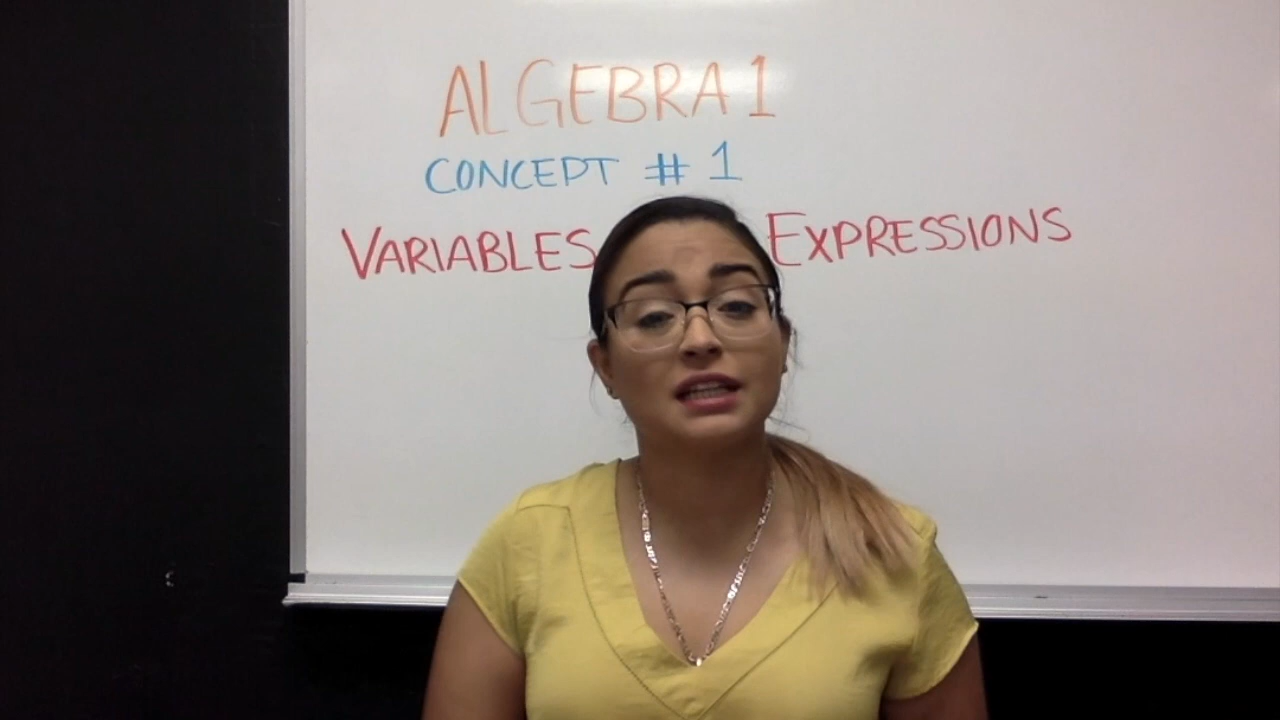 ALGEBRA 1
CONCEPT # 1
VARIABLES EXPRESSIONS